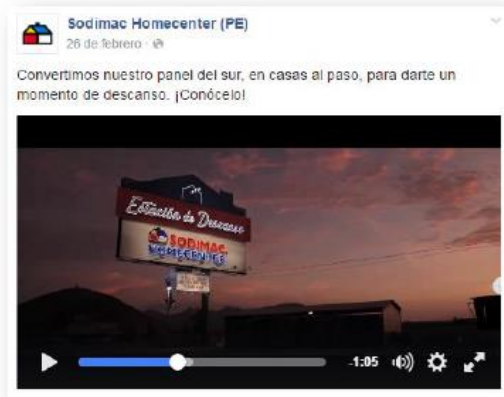 Sodimac Homecenter (PE)
26 de febrero
Convertimos nuestro panel del sur, en casas al paso, para darte un
momento de descanso. ¡Conócelo!
Estación de Descanso
SODIMAC
HOMECENTER
-1:05